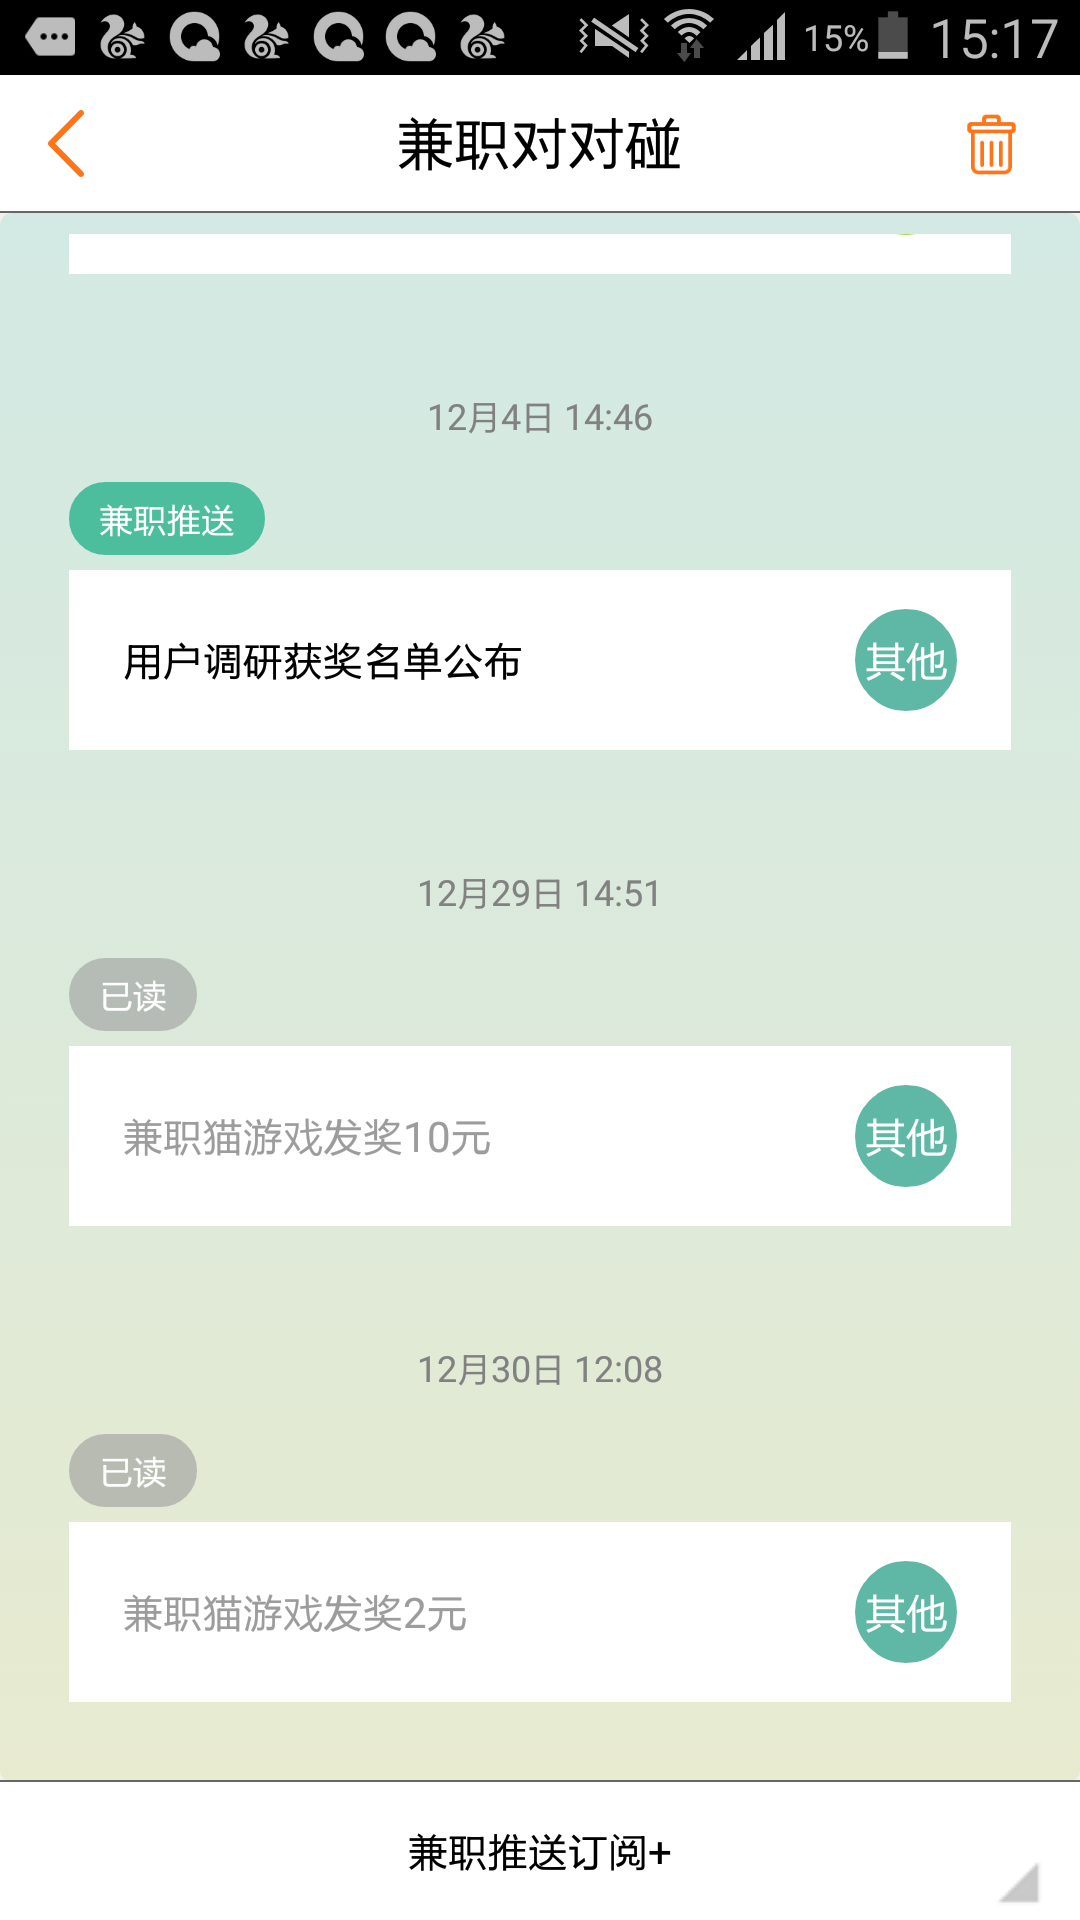 15% 15:17
兼职对对碰
12月4日 14:46
兼职推送
用户调研获奖名单公布
其他
12月29日 14:51
已读
兼职猫游戏发奖10元
其他
12月30日 12:08
已读
兼职猫游戏发奖2元
其他
兼职推送订阅+